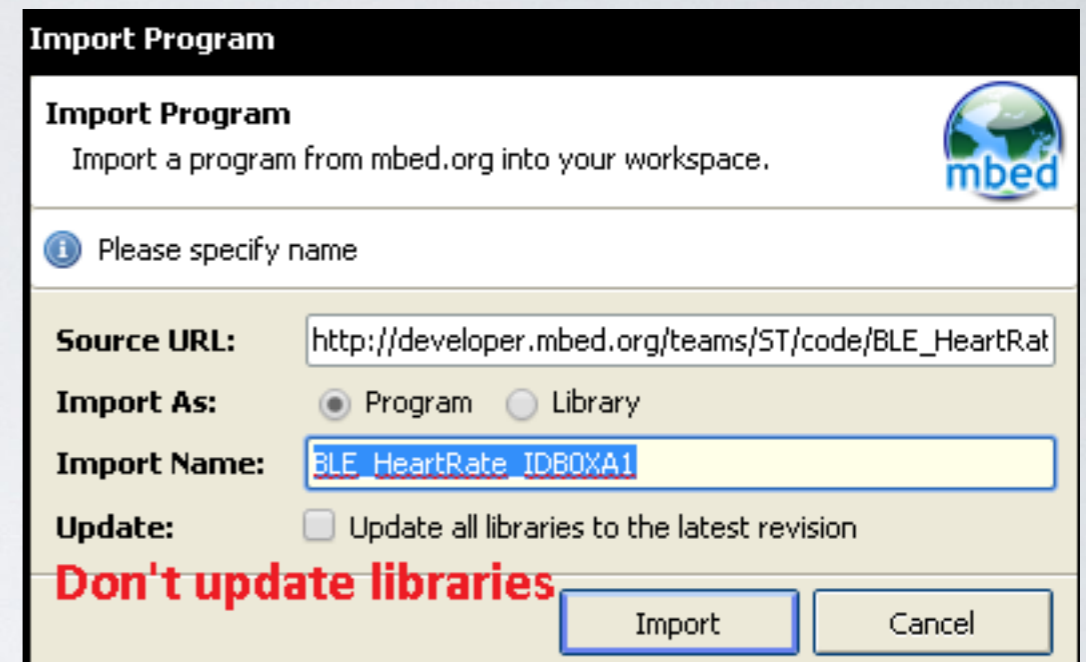 Import Program
Import Program
Import a program from mbed.org into your workspace.
mbed
Please specify name
Source URL: http://developer.mbed.org/teams/ST/code/BLE_HeartRat
Import As: Program Library
Import Name: BLE_HeartRate_IDB0XA1
Update: Update all libraries to the latest revision
Don't update libraries
Import Cancel